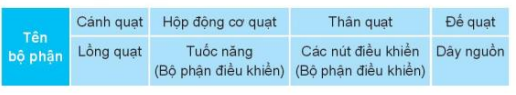 Tên bộ phận
Cánh quạt Hộp động cơ quạt Thân quạt Đế quạt
Lồng quạt Tuốc năng (Bộ phận điều khiển) Các nút điều khiển (Bộ phận điều khiển) Dây nguồn